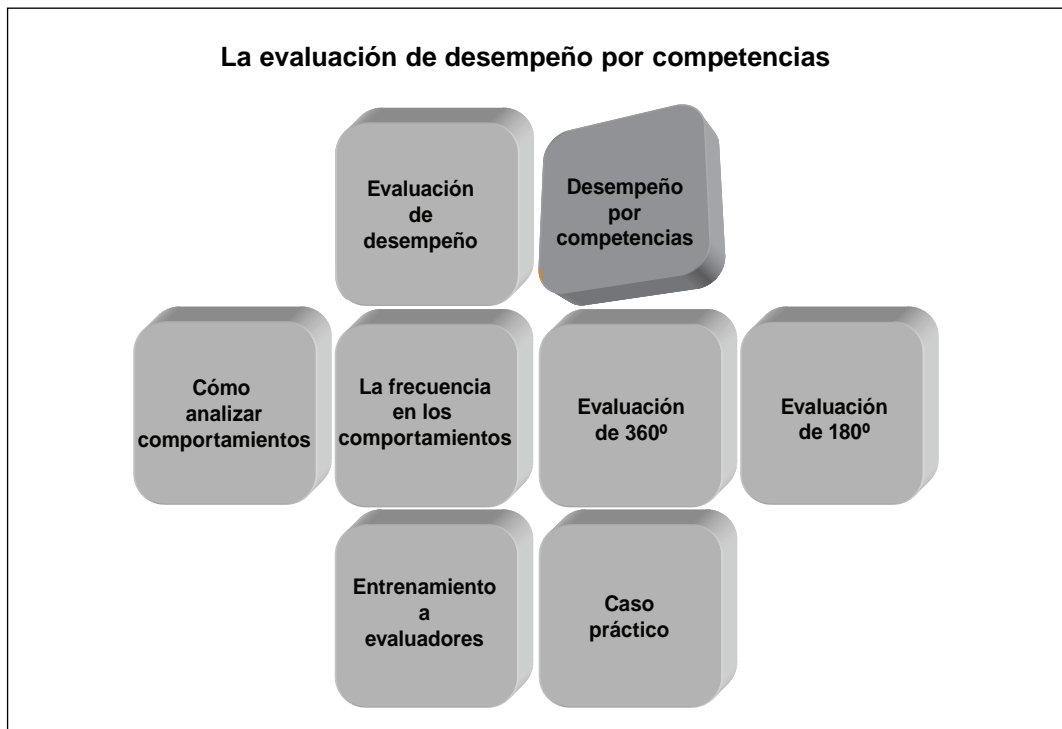 La evaluación de desempeño por competencias
Evaluación
de
desempeño
Desempeño
por
competencias
Cómo
analizar
comportamientos
La frecuencia
en los
comportamientos
Evaluación
de 360º
Evaluación
de 180º
Entrenamiento
a
evaluadores
Caso
práctico